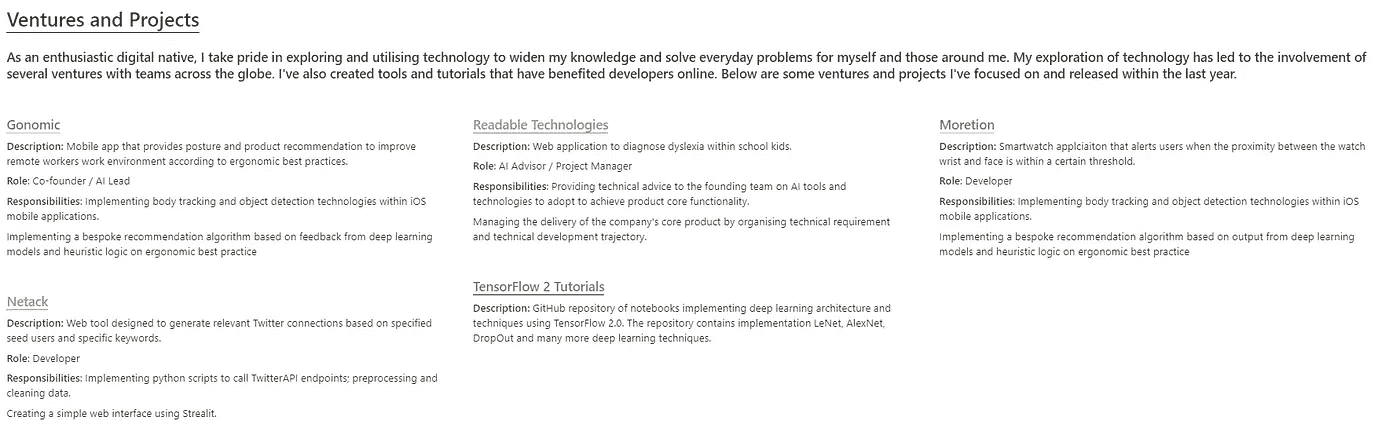 Ventures and Projects
As an enthusiastic digital native, I take pride in exploring and utilising technology to widen my knowledge and solve everyday problems for myself and those around me. My exploration of technology has led to the involvement of
several ventures with teams across the globe. I've also created tools and tutorials that have benefited developers online. Below are some ventures and projects I've focused on and released within the last year.
Gonomic
Description: Mobile app that provides posture and product recommendation to improve
remote workers work environment according to ergonomic best practices.
Role: Co-founder / AI Lead
Responsibilities: Implementing body tracking and object detection technologies within iOS
mobile applications.
Implementing a bespoke recommendation algorithm based on feedback from deep learning
models and heuristic logic on ergonomic best practice
Netack
Description: Web tool designed to generate relevant Twitter connections based on specified
seed users and specific keywords.
Role: Developer
Responsibilities: Implementing python scripts to call TwitterAPI endpoints; preprocessing and
cleaning data.
Creating a simple web interface using Strealit.
Readable Technologies
Description: Web application to diagnose dyslexia within school kids.
Role: AI Advisor / Project Manager
Responsibilities: Providing technical advice to the founding team on AI tools and
technologies to adopt to achieve product core functionality.
Managing the delivery of the company's core product by organising technical requirement
and technical development trajectory.
TensorFlow 2 Tutorials
Description: GitHub repository of notebooks implementing deep learning architecture and
techniques using TensorFlow 2.0. The repository contains implementation LeNet, AlexNet,
DropOut and many more deep learning techniques.
Moretion
Description: Smartwatch applciaiton that alerts users when the proximity between the watch
wrist and face is within a certain threshold.
Role: Developer
Responsibilities: Implementing body tracking and object detection technologies within iOS
mobile applications.
Implementing a bespoke recommendation algorithm based on output from deep learning
models and heuristic logic on ergonomic best practice